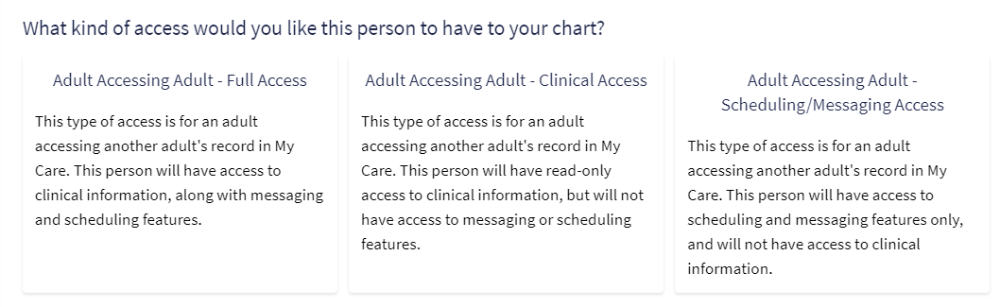 What kind of access would you like this person to have to your chart?
Adult Accessing Adult - Full Access
This type of access is for an adult
accessing another adult's record in My
Care. This person will have access to
clinical information, along with messaging
and scheduling features.
Adult Accessing Adult - Clinical Access
This type of access is for an adult
accessing another adult's record in My
Care. This person will have read-only
access to clinical information, but will not
have access to messaging or scheduling
features.
Adult Accessing Adult -
Scheduling/Messaging Access
This type of access is for an adult
accessing another adult's record in My
Care. This person will have access to
scheduling and messaging features only,
and will not have access to clinical
information.